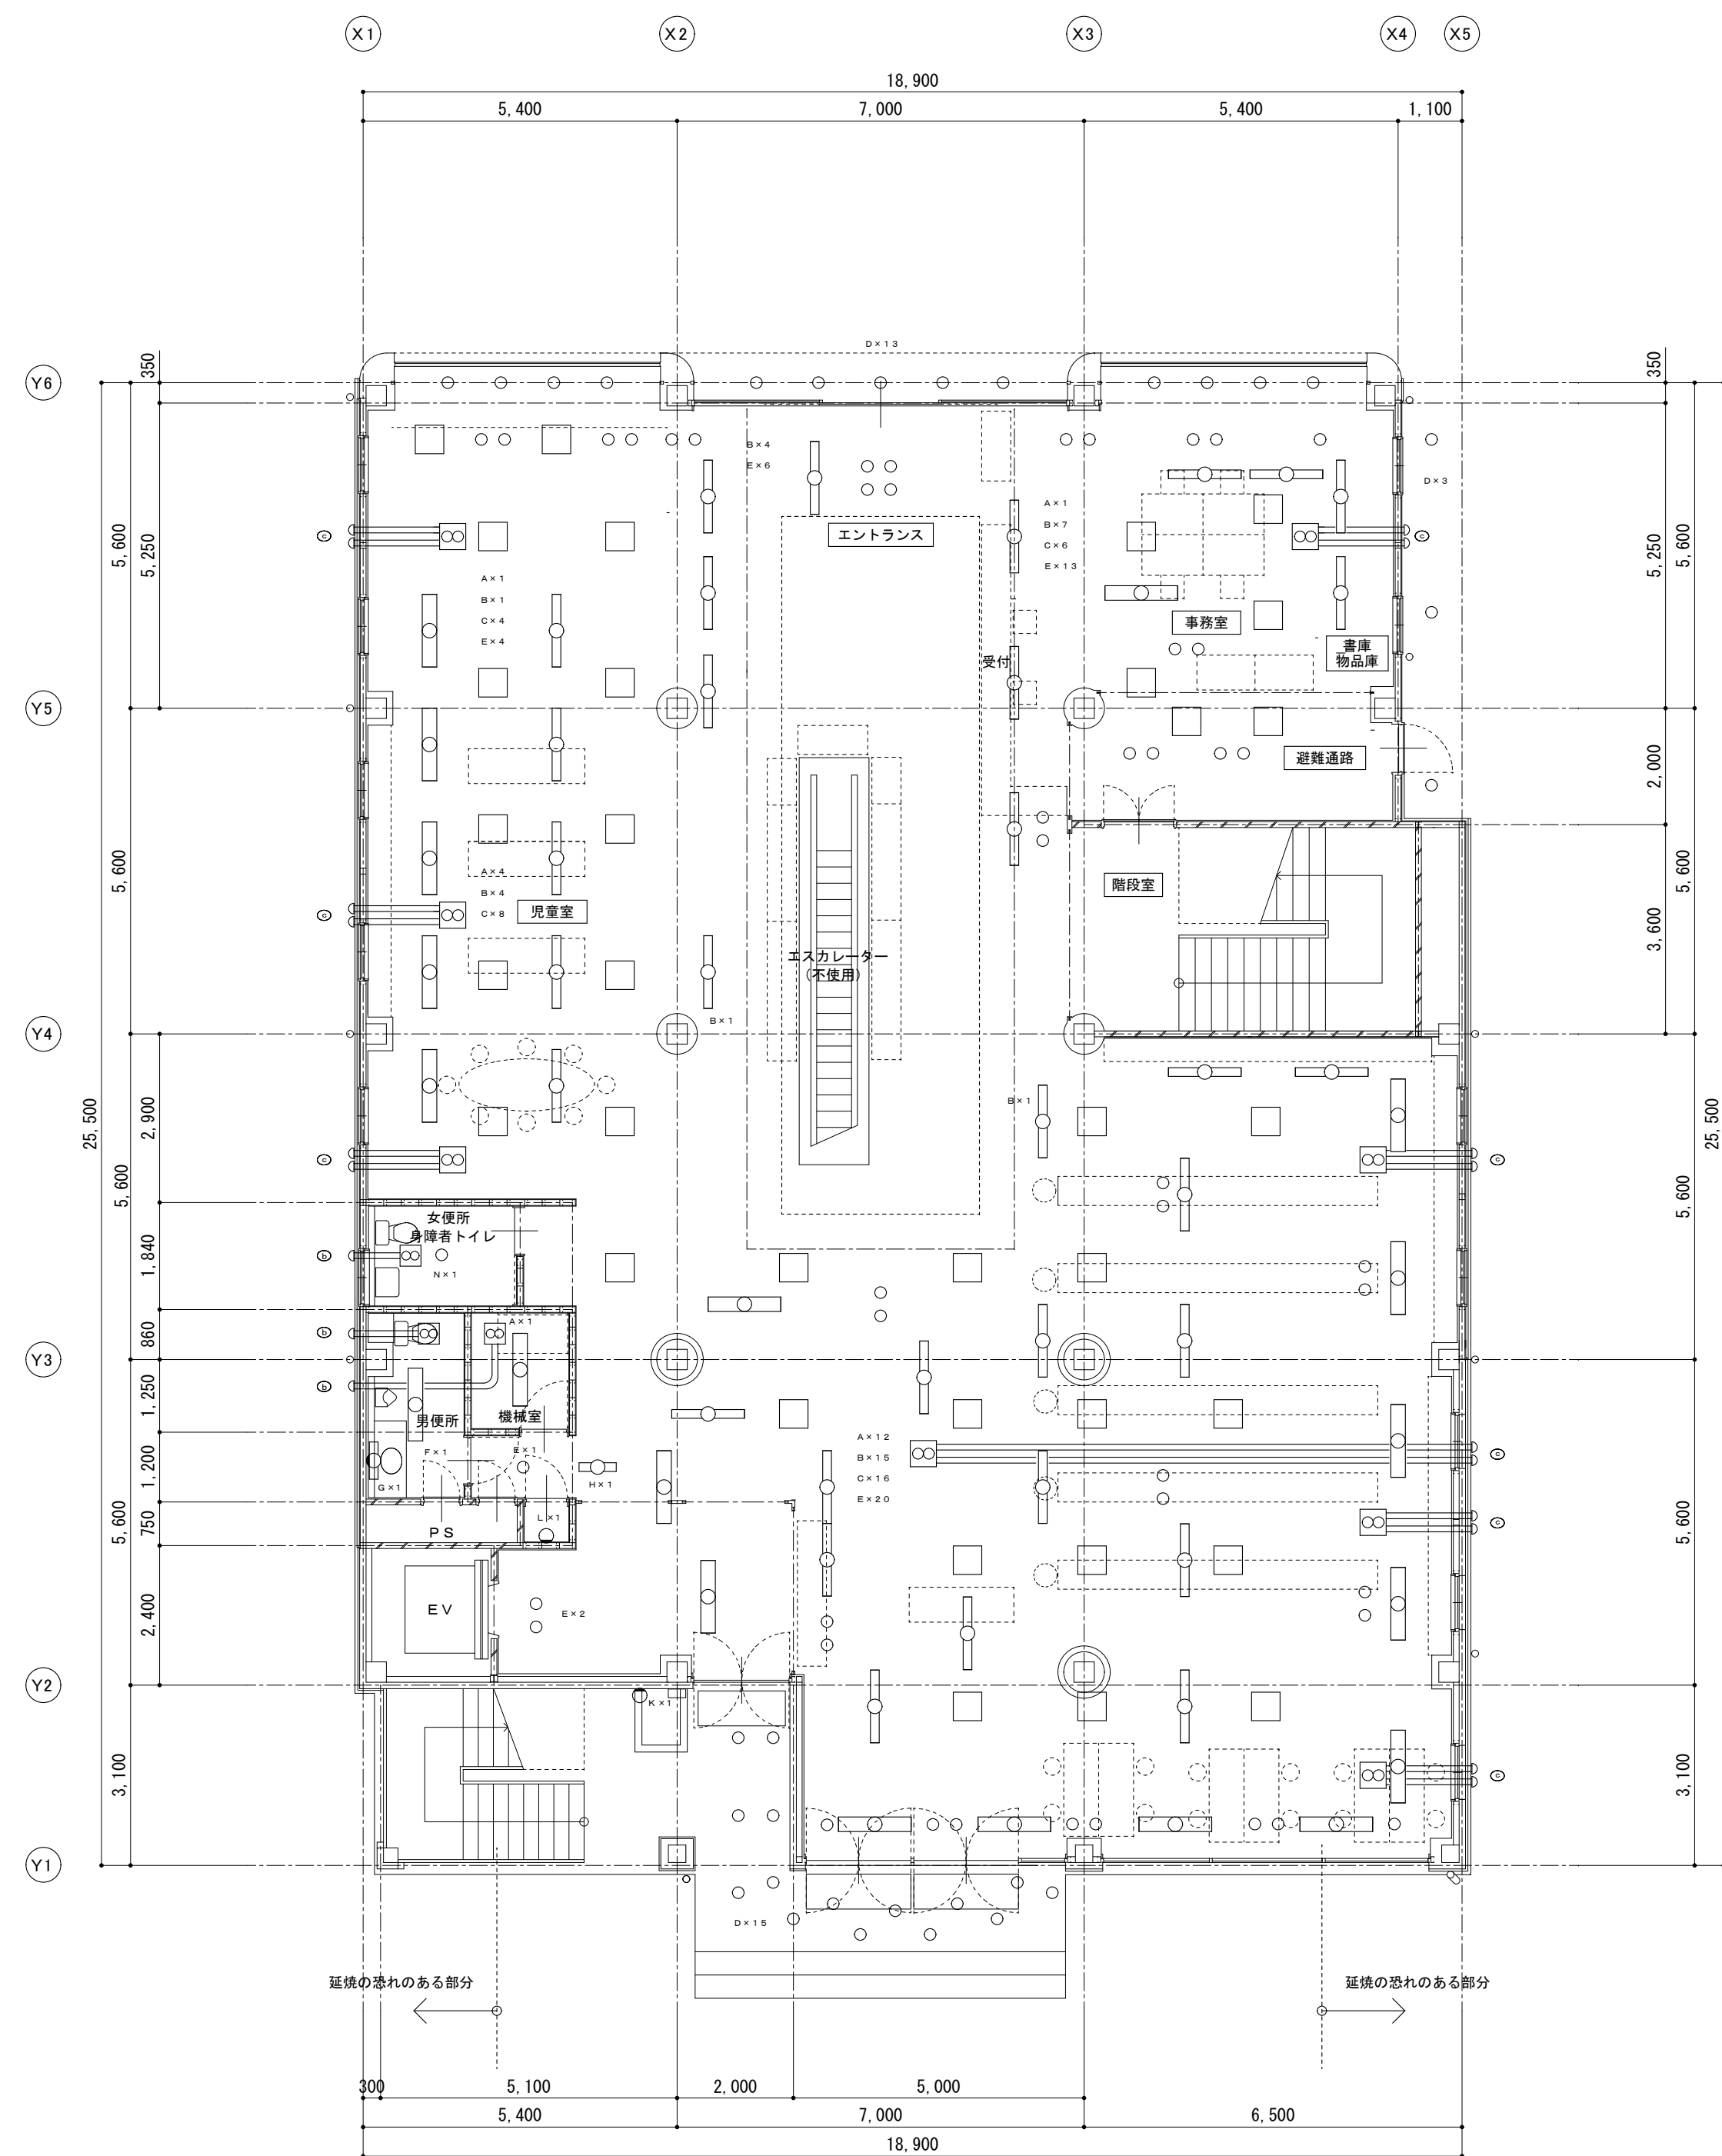 X1
X2
X3
X4
X5
18,900
5,400
7,000
5,400
1,100
D×13
Y6
350
350
B×4
E×6
D×3
A×1
B×7
C×6
E×13
エントランス
c
c
5,600
5,250
5,250
5,600
A×1
B×1
C×4
E×4
事務室
書庫
物品庫
受付
Y5
避難通路
2,000
5,600
A×4
B×4
C×8
児童室
c
階段室
5,600
3,600
エスカレーター
（不使用）
B×1
Y4
25,500
2,900
B×1
25,500
c
c
5,600
女便所
身障者トイレ
1,840
b
N×1
5,600
A×1
860
b
Y3
1,250
b
男便所
機械室
A×12
B×15
C×16
E×20
c
F×1
E×1
1,200
G×1
H×1
L×1
c
5,600
750
PS
5,600
2,400
EV
E×2
Y2
K×1
3,100
c
3,100
Y1
D×15
延焼の恐れのある部分
延焼の恐れのある部分
300
5,100
2,000
5,000
5,400
7,000
6,500
18,900